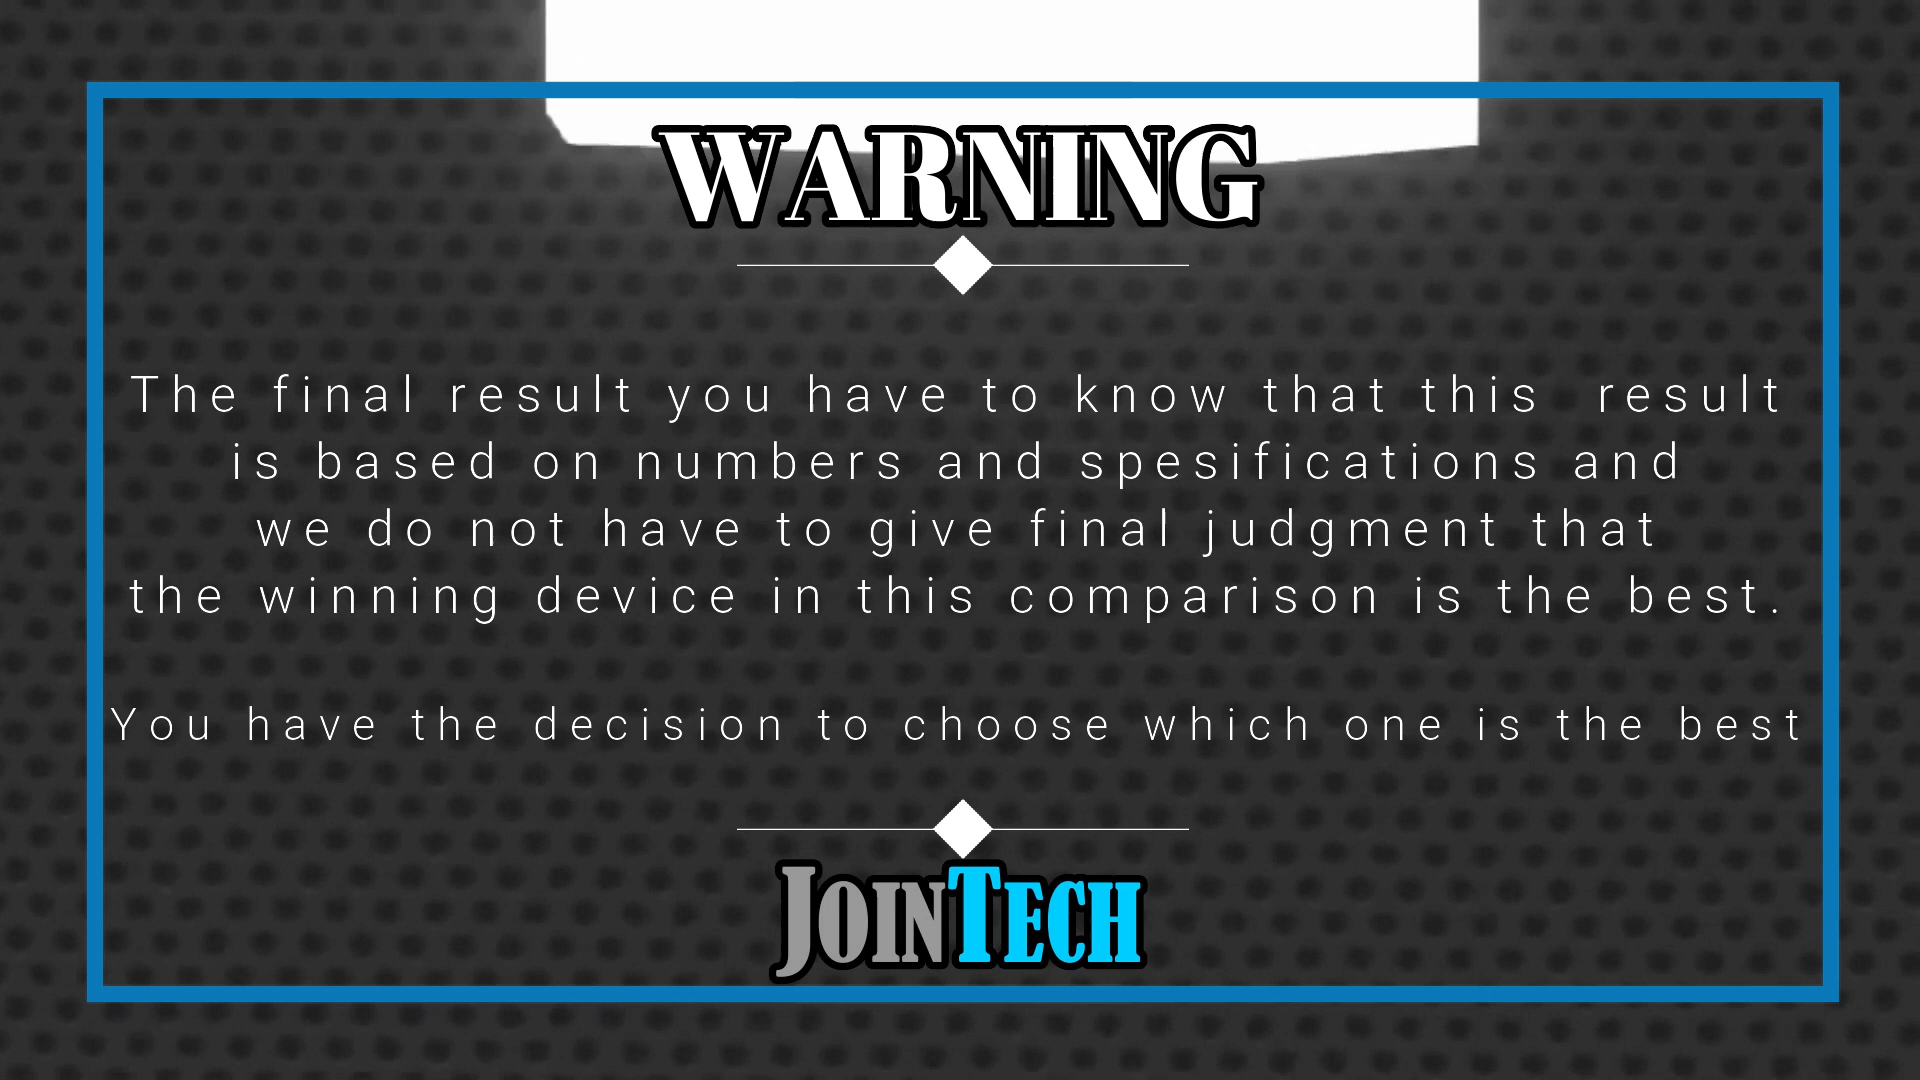 WARNING
The final result you have to know that this result
is based on numbers and spesifications and
we do not have to give final judgment that
the winning device in this comparison is the best.
You have the decision to choose which one is the best
JOINTECH